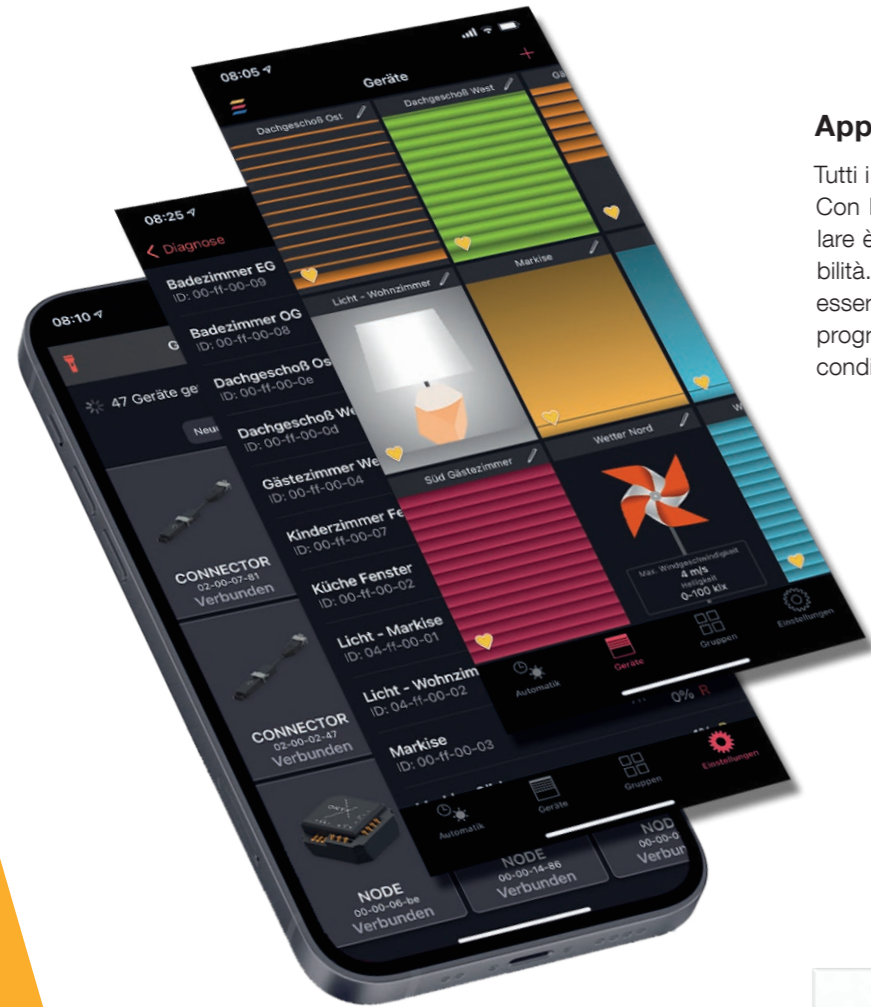 08:05
Geräte
Dachgeschoß Ost
Dachgeschoß West
Licht - Wohnzimmer
Markise
Süd Gästezimmer
Wetter Nord
Max. Windgeschwindigkeit
4 m/s
Helligkeit
0-100 klx
Automatik
Geräte
Gruppen
Einstellungen
08:25
Diagnose
Badezimmer EG
ID: 00-ff-00-09
Badezimmer OG
ID: 00-ff-00-08
Dachgeschoß Os
ID: 00-ff-00-0e
Dachgeschoß We
ID: 00-ff-00-0d
Gästezimmer We
ID: 00-ff-00-04
Kinderzimmer Fe
ID: 00-ff-00-07
Küche Fenster
ID: 00-ff-00-02
Licht - Markise
ID: 04-ff-00-01
Licht - Wohnzim
ID: 04-ff-00-02
0% R
Markise
ID: 00-ff-00-03
Automatik
Geräte
Gruppen
Einstellungen
08:10
G
47 Geräte ge
Neu
CONNECTOR
02-00-07-81
Verbunden
CONNECTOR
02-00-02-47
Verbunden
NODE
00-00-06-be
Verbunden
NODE
00-00-14-86
Verbunden
NOD
00-00-0
Verbun
App
Tutti i
Con l
lare è
bilità.
esser
progr
condi